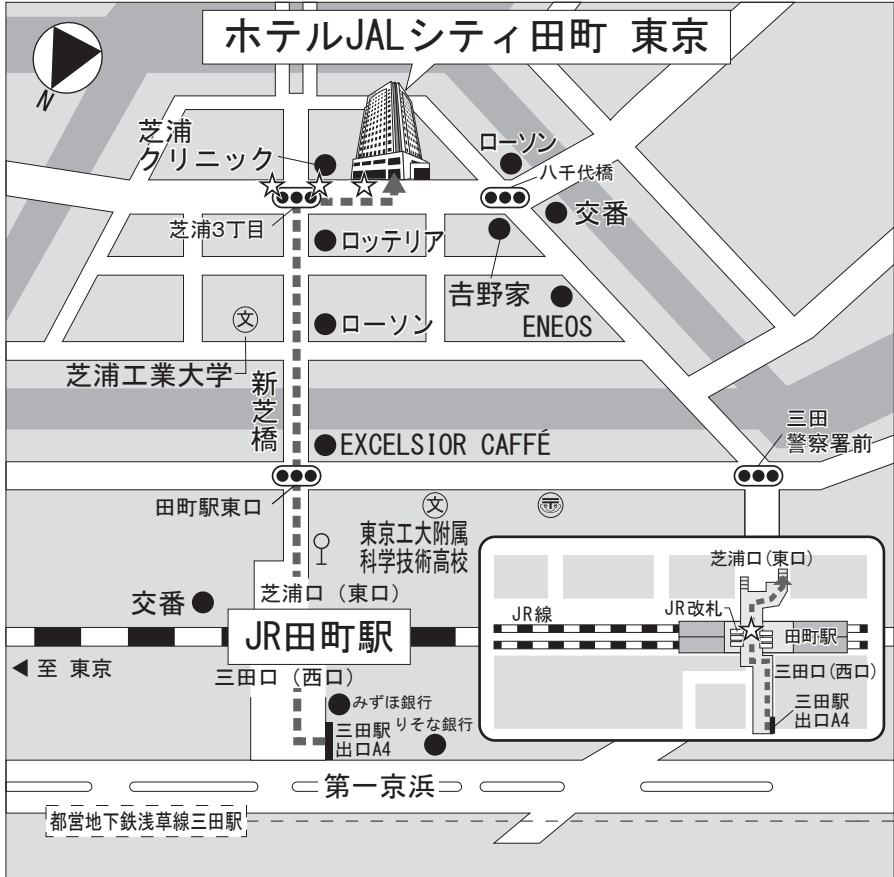 ホテルJALシティ田町 東京
N
芝浦
クリニック
ローソン
八千代橋
交番
芝浦3丁目
ロッテリア
𠮷野家
ローソン
ENEOS
文
芝浦工業大学
新芝橋
EXCELSIOR CAFFÉ
三田
警察署前
田町駅東口
文
東京工大附属
科学技術高校
芝浦口(東口)
交番
JR田町駅
◀至 東京
三田口(西口)
みずほ銀行
りそな銀行
三田駅
出口A4
第一京浜
都営地下鉄浅草線三田駅
芝浦口(東口)
JR線
JR改札
田町駅
三田口(西口)
三田駅
出口A4